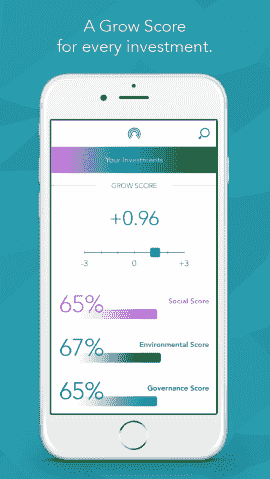 A Grow Score
for every investment.
Your Investments
GROW SCORE
+0.96
-3 0 +3
65% Social Score
67% Environmental Score
65% Governance Score